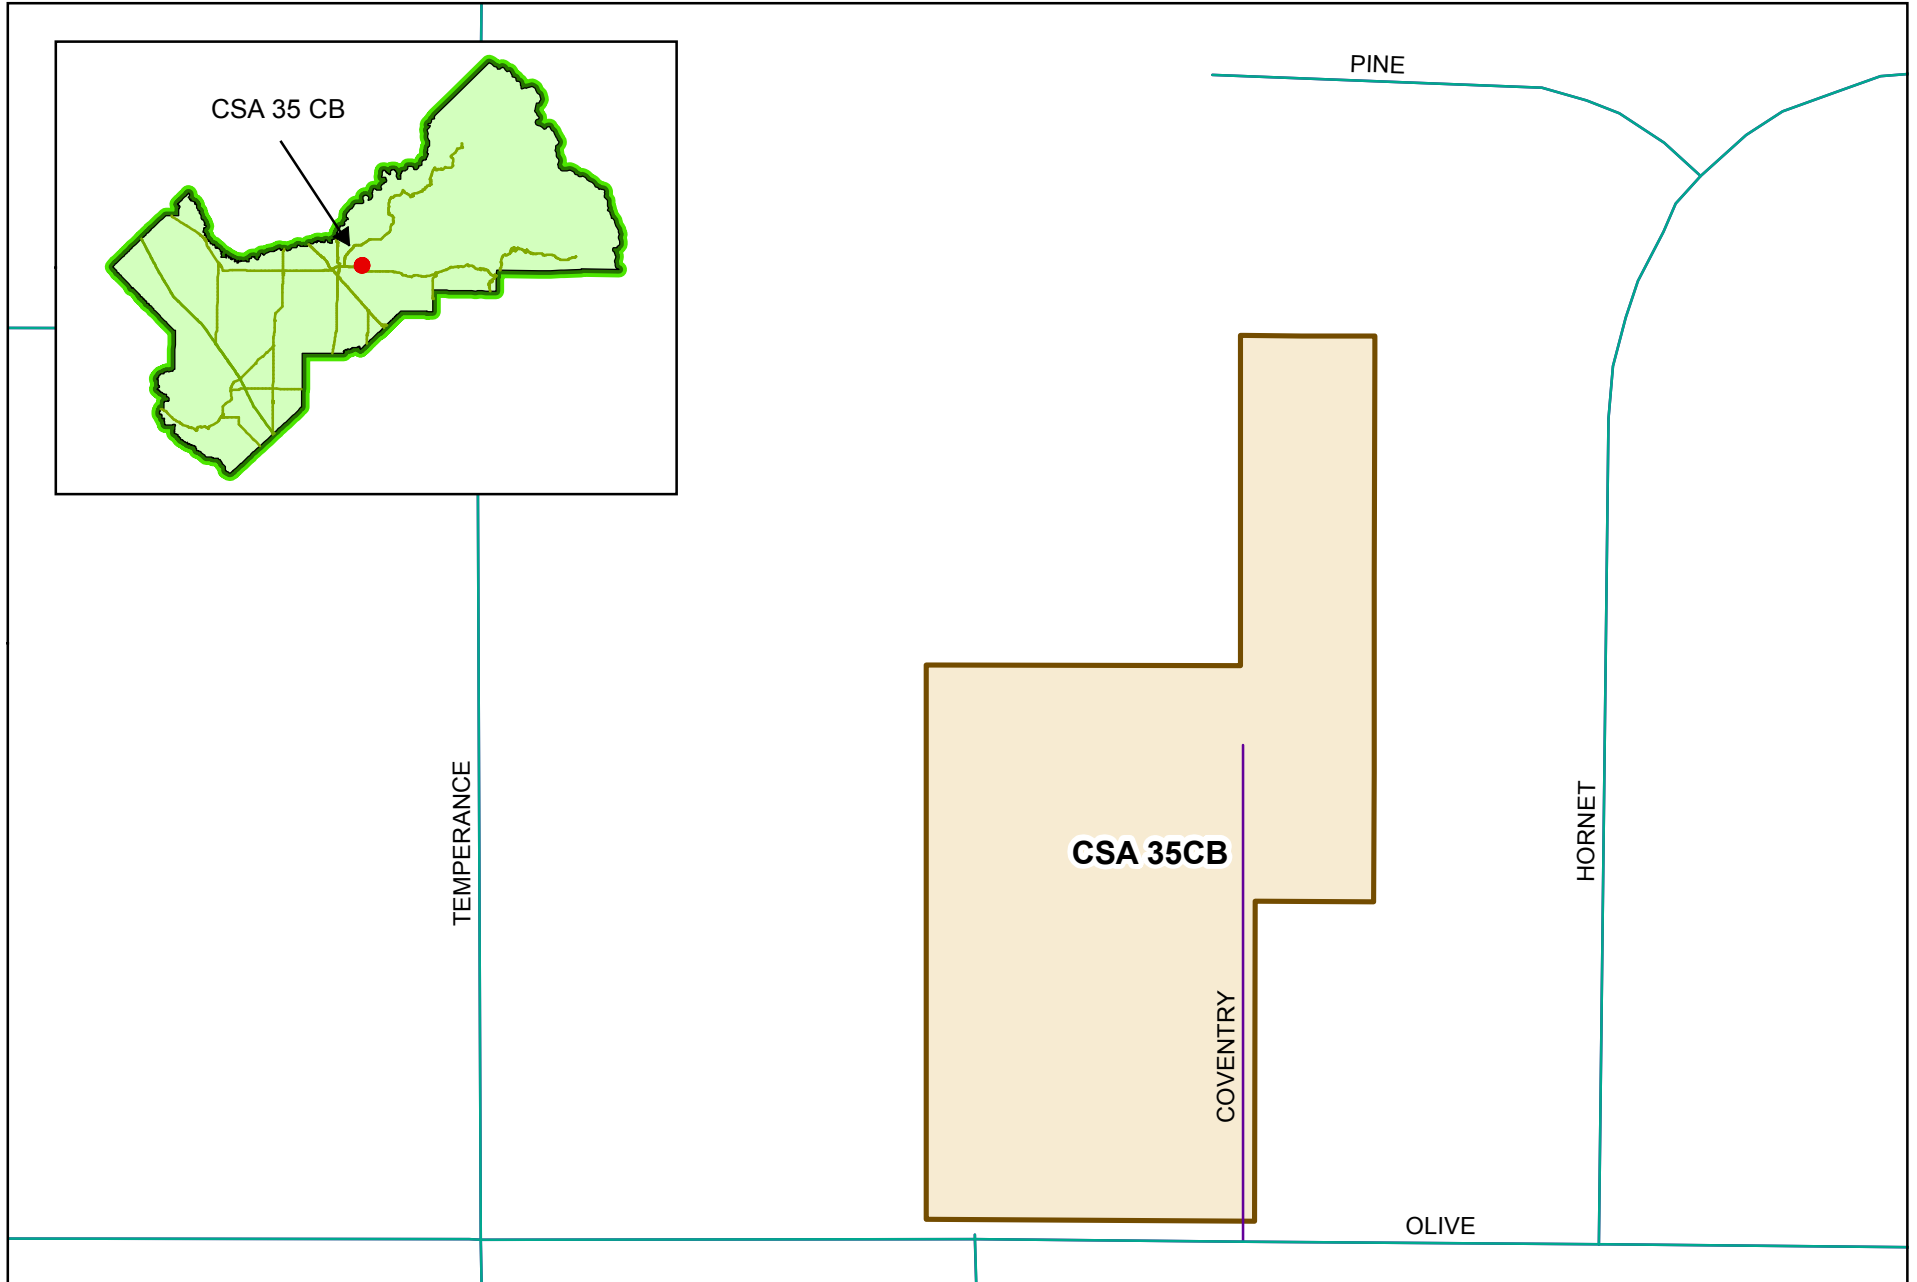 PINE
CSA 35 CB
TEMPERANCE
HORNET
CSA 35CB
COVENTRY
OLIVE